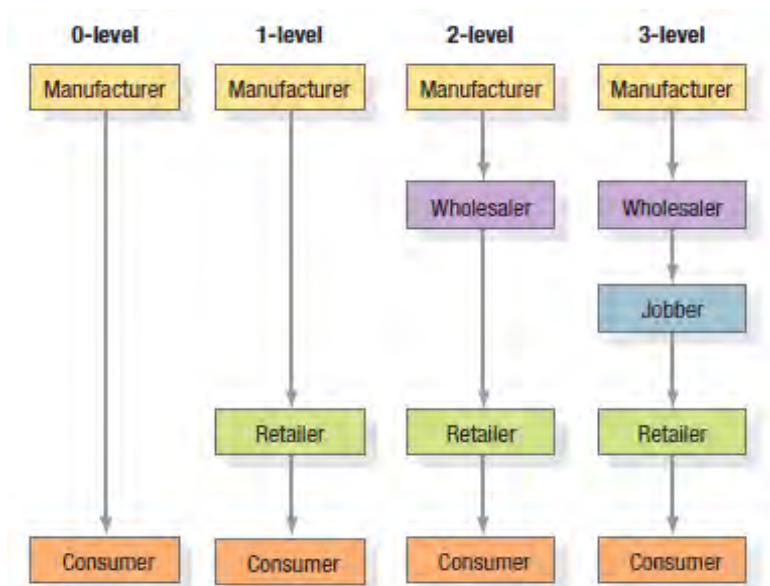 0-level 1-level 2-level 3-level
Manufacturer Manufacturer Manufacturer Manufacturer
Wholesaler Wholesaler
Jobber
Retailer Retailer Retailer
Consumer Consumer Consumer Consumer